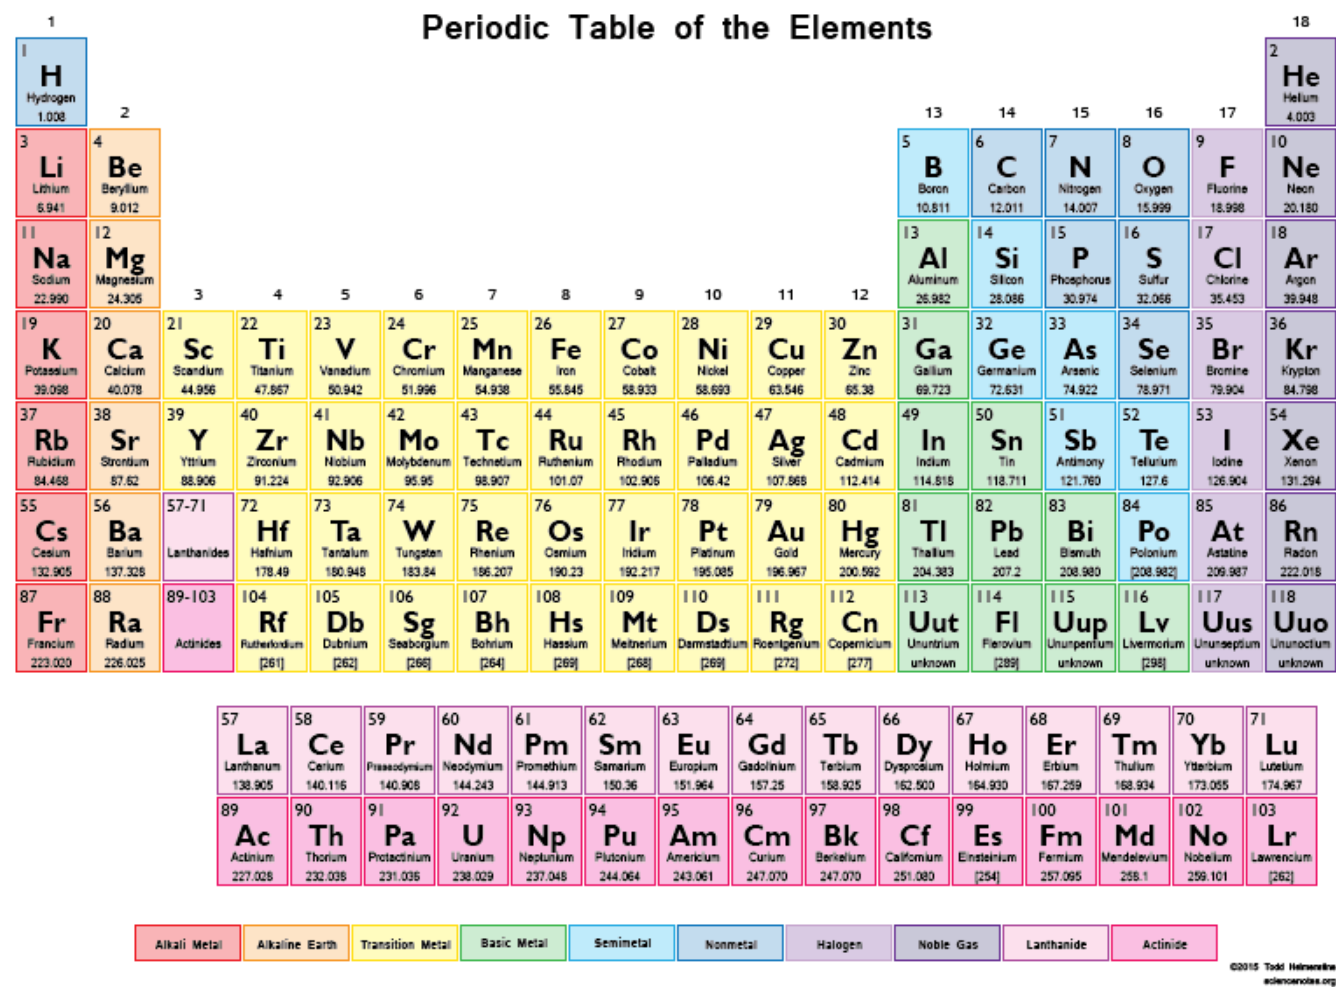 Periodic Table of the Elements
1 18
1 2
H He
Hydrogen Helium
1.008 4.003
2 13 14 15 16 17
3 4 5 6 7 8 9 10
Li Be B C N O F Ne
Lithium Beryllium Boron Carbon Nitrogen Oxygen Fluorine Neon
6.941 9.012 10.811 12.011 14.007 15.999 18.998 20.180
11 12 13 14 15 16 17 18
Na Mg Al Si P S Cl Ar
Sodium Magnesium Aluminum Silicon Phosphorus Sulfur Chlorine Argon
22.990 24.305 26.982 28.086 30.974 32.066 35.453 39.948
3 4 5 6 7 8 9 10 11 12
19 20 21 22 23 24 25 26 27 28 29 30 31 32 33 34 35 36
K Ca Sc Ti V Cr Mn Fe Co Ni Cu Zn Ga Ge As Se Br Kr
Potassium Calcium Scandium Titanium Vanadium Chromium Manganese Iron Cobalt Nickel Copper Zinc Gallium Germanium Arsenic Selenium Bromine Krypton
39.098 40.078 44.956 47.867 50.942 51.996 54.938 55.845 58.933 58.693 63.546 65.38 69.723 72.631 74.922 78.971 79.904 84.798
37 38 39 40 41 42 43 44 45 46 47 48 49 50 51 52 53 54
Rb Sr Y Zr Nb Mo Tc Ru Rh Pd Ag Cd In Sn Sb Te I Xe
Rubidium Strontium Yttrium Zirconium Niobium Molybdenum Technetium Ruthenium Rhodium Palladium Silver Cadmium Indium Tin Antimony Tellurium Iodine Xenon
84.468 87.62 88.906 91.224 92.906 95.95 98.907 101.07 102.906 106.42 107.868 112.414 114.818 118.711 121.760 127.6 126.904 131.294
55 56 57-71 72 73 74 75 76 77 78 79 80 81 82 83 84 85 86
Cs Ba Hf Ta W Re Os Ir Pt Au Hg Tl Pb Bi Po At Rn
Cesium Barium Lanthanides Hafnium Tantalum Tungsten Rhenium Osmium Iridium Platinum Gold Mercury Thallium Lead Bismuth Polonium Astatine Radon
132.905 137.328 178.49 180.948 183.84 186.207 190.23 192.217 195.085 196.967 200.592 204.383 207.2 208.980 [208.982] 209.987 222.018
87 88 89-103 104 105 106 107 108 109 110 111 112 113 114 115 116 117 118
Fr Ra Rf Db Sg Bh Hs Mt Ds Rg Cn Uut Fl Uup Lv Uus Uuo
Francium Radium Actinides Rutherfordium Dubnium Seaborgium Bohrium Hassium Meitnerium Darmstadtium Roentgenium Copernicium Ununtrium Flerovium Ununpentium Livermorium Ununseptium Ununoctium
223.020 226.025 [261] [262] [266] [264] [269] [268] [269] [272] [277] unknown [289] unknown [298] unknown unknown
57 58 59 60 61 62 63 64 65 66 67 68 69 70 71
La Ce Pr Nd Pm Sm Eu Gd Tb Dy Ho Er Tm Yb Lu
Lanthanum Cerium Praseodymium Neodymium Promethium Samarium Europium Gadolinium Terbium Dysprosium Holmium Erbium Thulium Ytterbium Lutetium
138.905 140.116 140.908 144.243 144.913 150.36 151.964 157.25 158.925 162.500 164.930 167.259 168.934 173.055 174.967
89 90 91 92 93 94 95 96 97 98 99 100 101 102 103
Ac Th Pa U Np Pu Am Cm Bk Cf Es Fm Md No Lr
Actinium Thorium Protactinium Uranium Neptunium Plutonium Americium Curium Berkelium Californium Einsteinium Fermium Mendelevium Nobelium Lawrencium
227.028 232.038 231.036 238.029 237.048 244.064 243.061 247.070 247.070 251.080 [254] 257.095 258.1 259.101 [262]
Alkali Metal Alkaline Earth Transition Metal Basic Metal Semimetal Nonmetal Halogen Noble Gas Lanthanide Actinide
©2015 Todd Helmenstine
sciencenotes.org